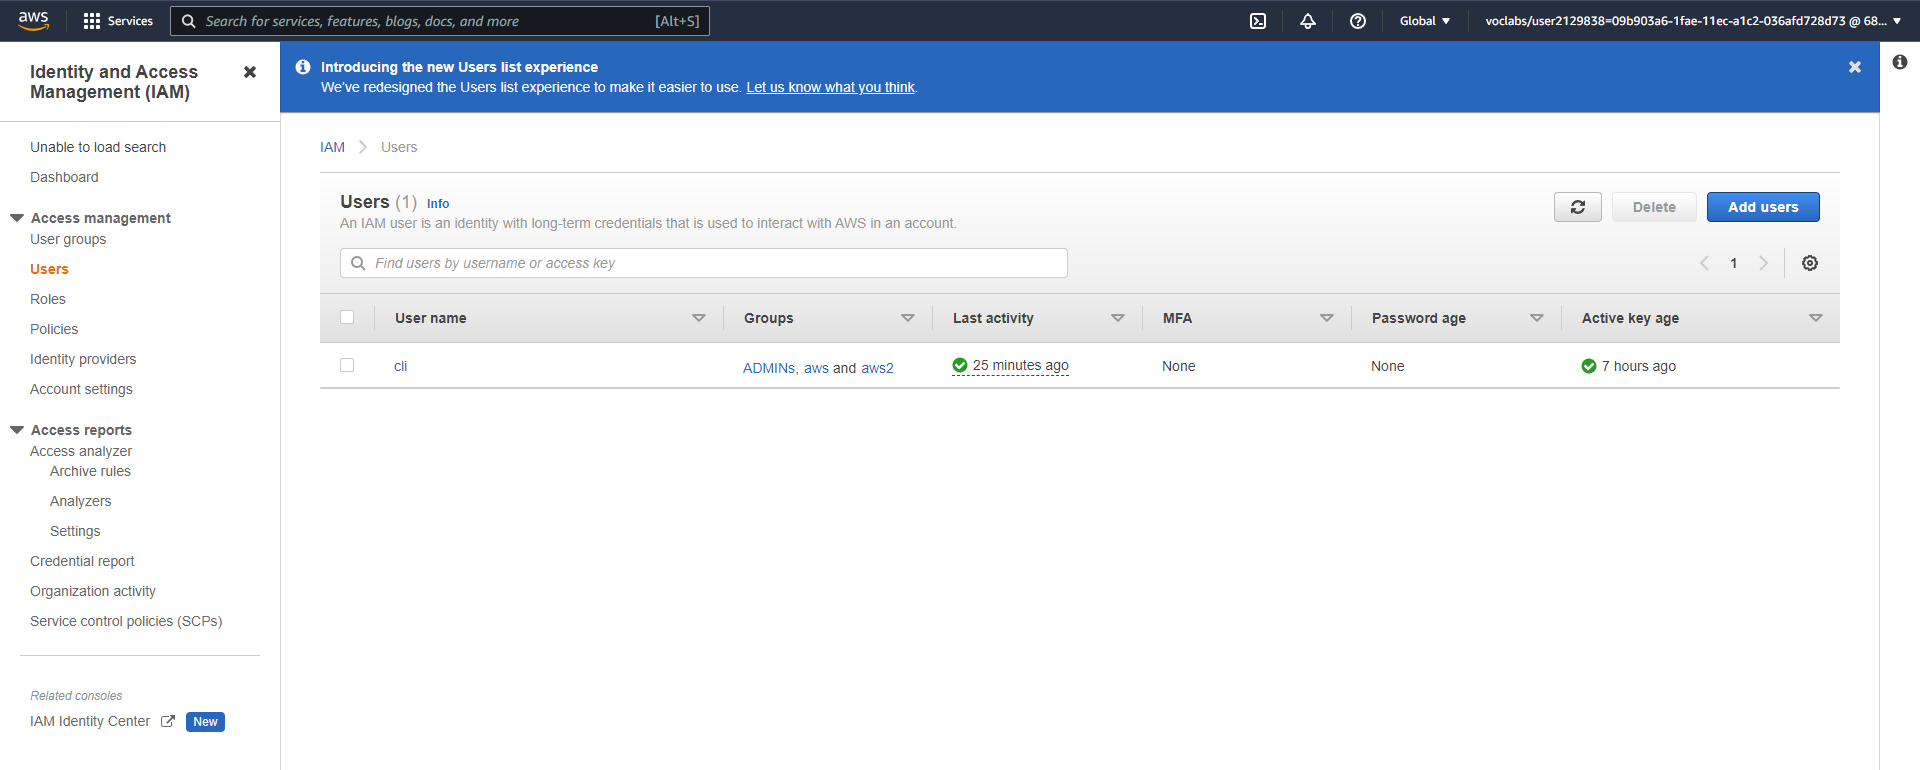 aws
Services
Search for services, features, blogs, docs, and more [Alt+S]
Global
voclabs/user2129838=09b903a6-1fae-11ec-a1c2-036afd728d73 @ 68...
Identity and Access
Management (IAM)
Unable to load search
Dashboard
Access management
User groups
Users
Roles
Policies
Identity providers
Account settings
Access reports
Access analyzer
Archive rules
Analyzers
Settings
Credential report
Organization activity
Service control policies (SCPs)
Related consoles
IAM Identity Center New
Introducing the new Users list experience
We've redesigned the Users list experience to make it easier to use. Let us know what you think.
IAM Users
Users (1) Info
An IAM user is an identity with long-term credentials that is used to interact with AWS in an account.
Delete
Add users
Find users by username or access key
1
User name Groups Last activity MFA Password age Active key age
cli ADMINs, aws and aws2 25 minutes ago None None 7 hours ago